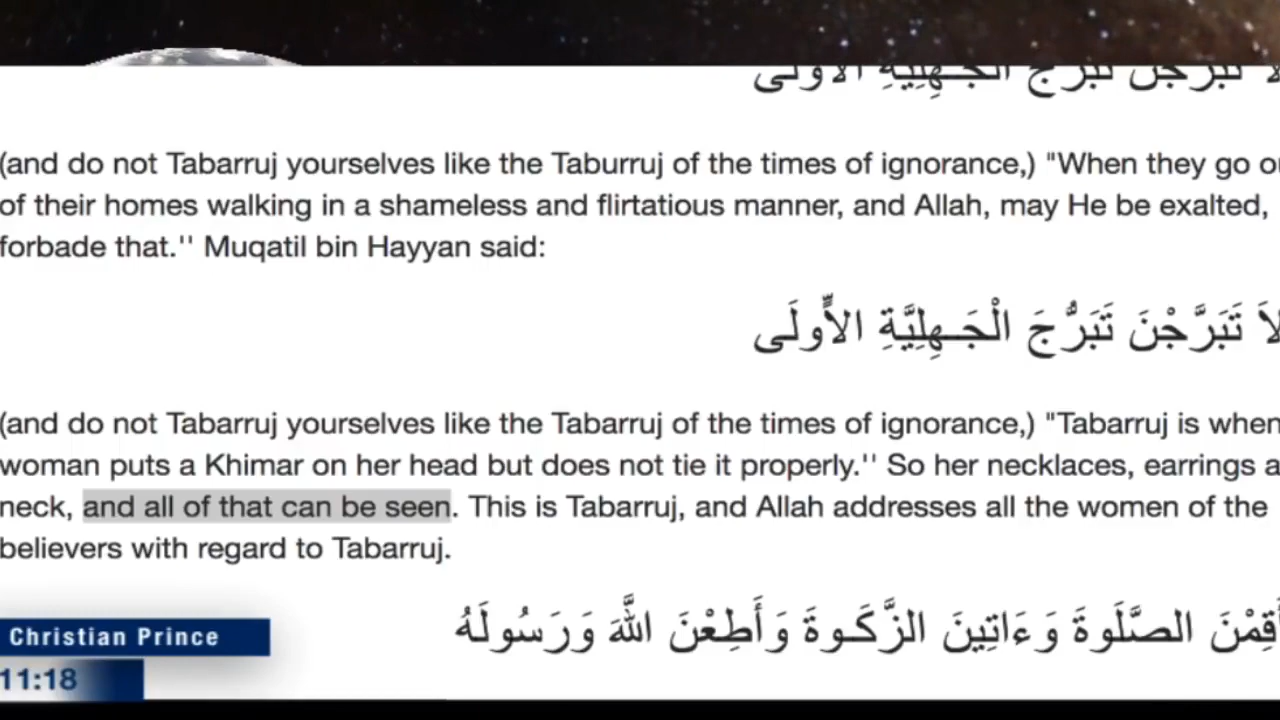 تَبَرَّجْنَ تَبَرُّجَ الْجَـهِلِيَّةِ الاٍّولَى
(and do not Tabarruj yourselves like the Taburruj of the times of ignorance,) "When they go
of their homes walking in a shameless and flirtatious manner, and Allah, may He be exalted,
forbade that.'' Muqatil bin Hayyan said:
لاَ تَبَرَّجْنَ تَبَرُّجَ الْجَـهِلِيَّةِ الاٍّولَى
(and do not Tabarruj yourselves like the Tabarruj of the times of ignorance,) "Tabarruj is when
woman puts a Khimar on her head but does not tie it properly.'' So her necklaces, earrings
neck, and all of that can be seen. This is Tabarruj, and Allah addresses all the women of the
believers with regard to Tabarruj.
أَقِمْنَ الصَّلَوةَ وَءَاتِينَ الزَّكَـوةَ وَأَطِعْنَ اللَّهَ وَرَسُولَهُ
Christian Prince
11:18